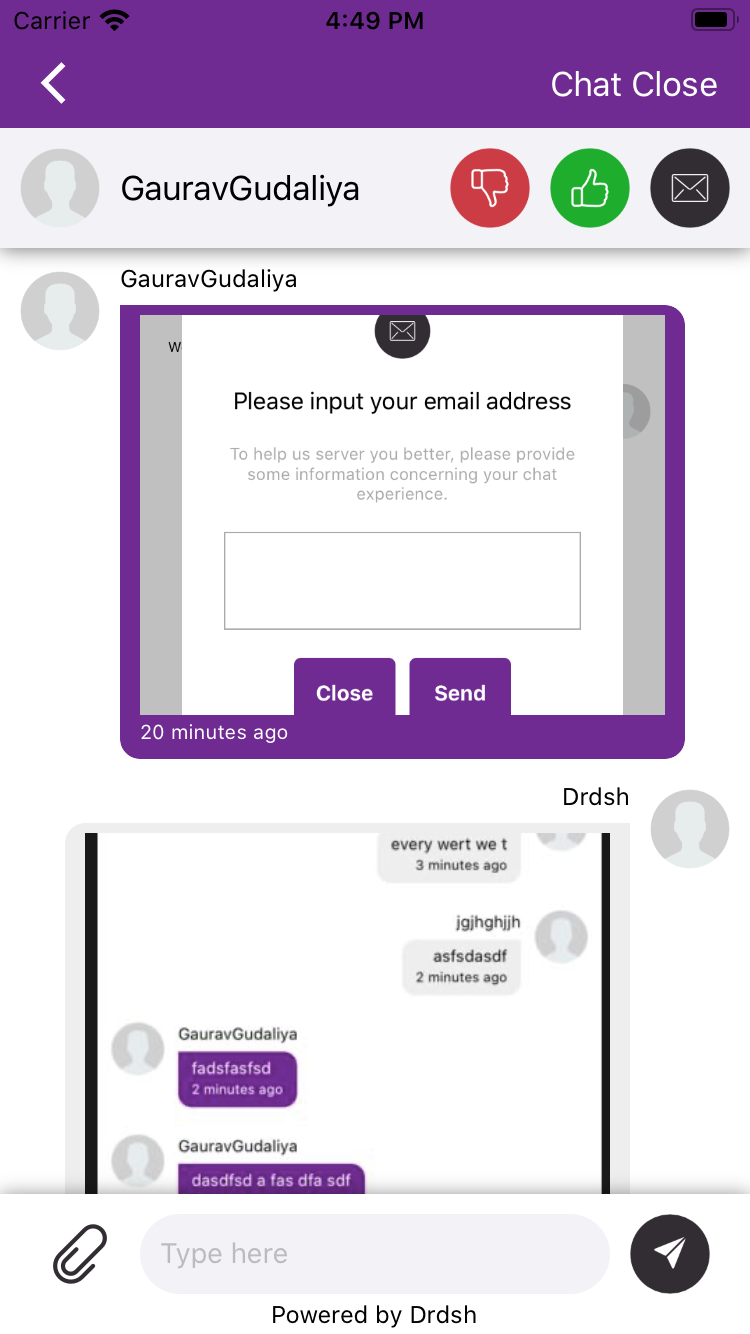 Carrier 4:49 PM
Chat Close
GauravGudaliya
GauravGudaliya
W
Please input your email address
To help us server you better, please provide
some information concerning your chat
experience.
Close Send
20 minutes ago
Drdsh
every wert we t
3 minutes ago
jgjhghjjh
asfsdasdf
2 minutes ago
GauravGudaliya
fadsfasfsd
2 minutes ago
GauravGudaliya
dasdfsd a fas dfa sdf
Type here
Powered by Drdsh